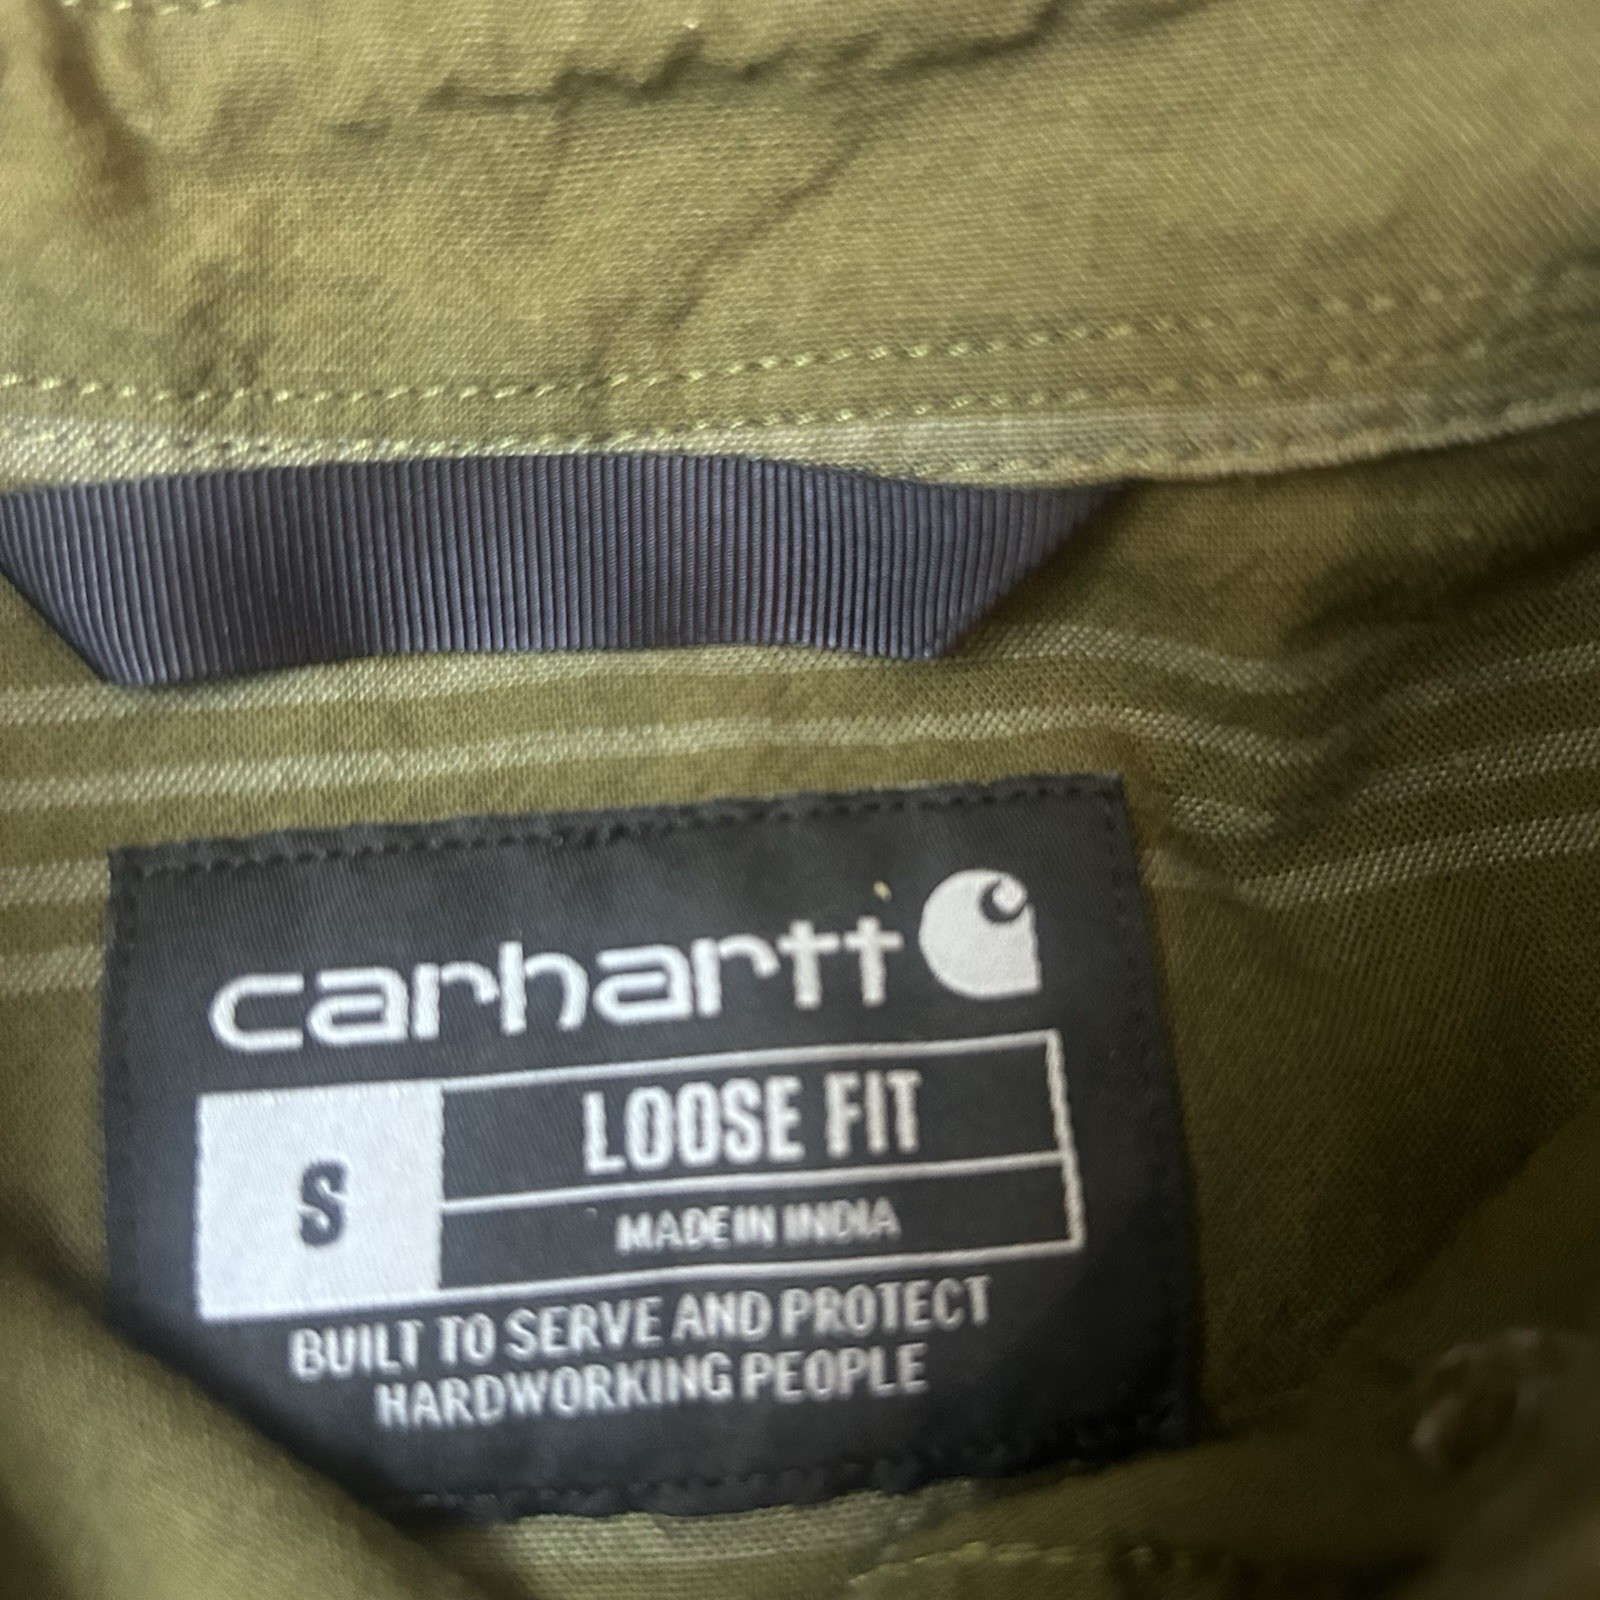 carhartt
S
LOOSE FIT
MADE IN INDIA
BUILT TO SERVE AND PROTECT
HARDWORKING PEOPLE